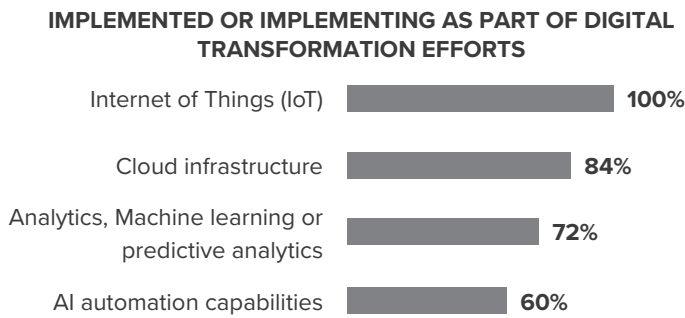 IMPLEMENTED OR IMPLEMENTING AS PART OF DIGITAL
TRANSFORMATION EFFORTS
Internet of Things (IoT) 100%
Cloud infrastructure 84%
Analytics, Machine learning or
predictive analytics 72%
AI automation capabilities 60%